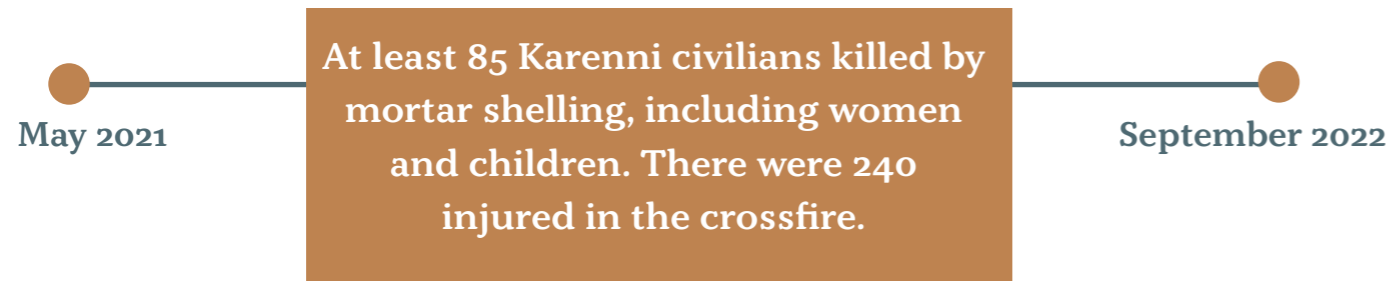 At least 85 Karenni civilians killed by
mortar shelling, including women
and children. There were 240
injured in the crossfire.
May 2021
September 2022